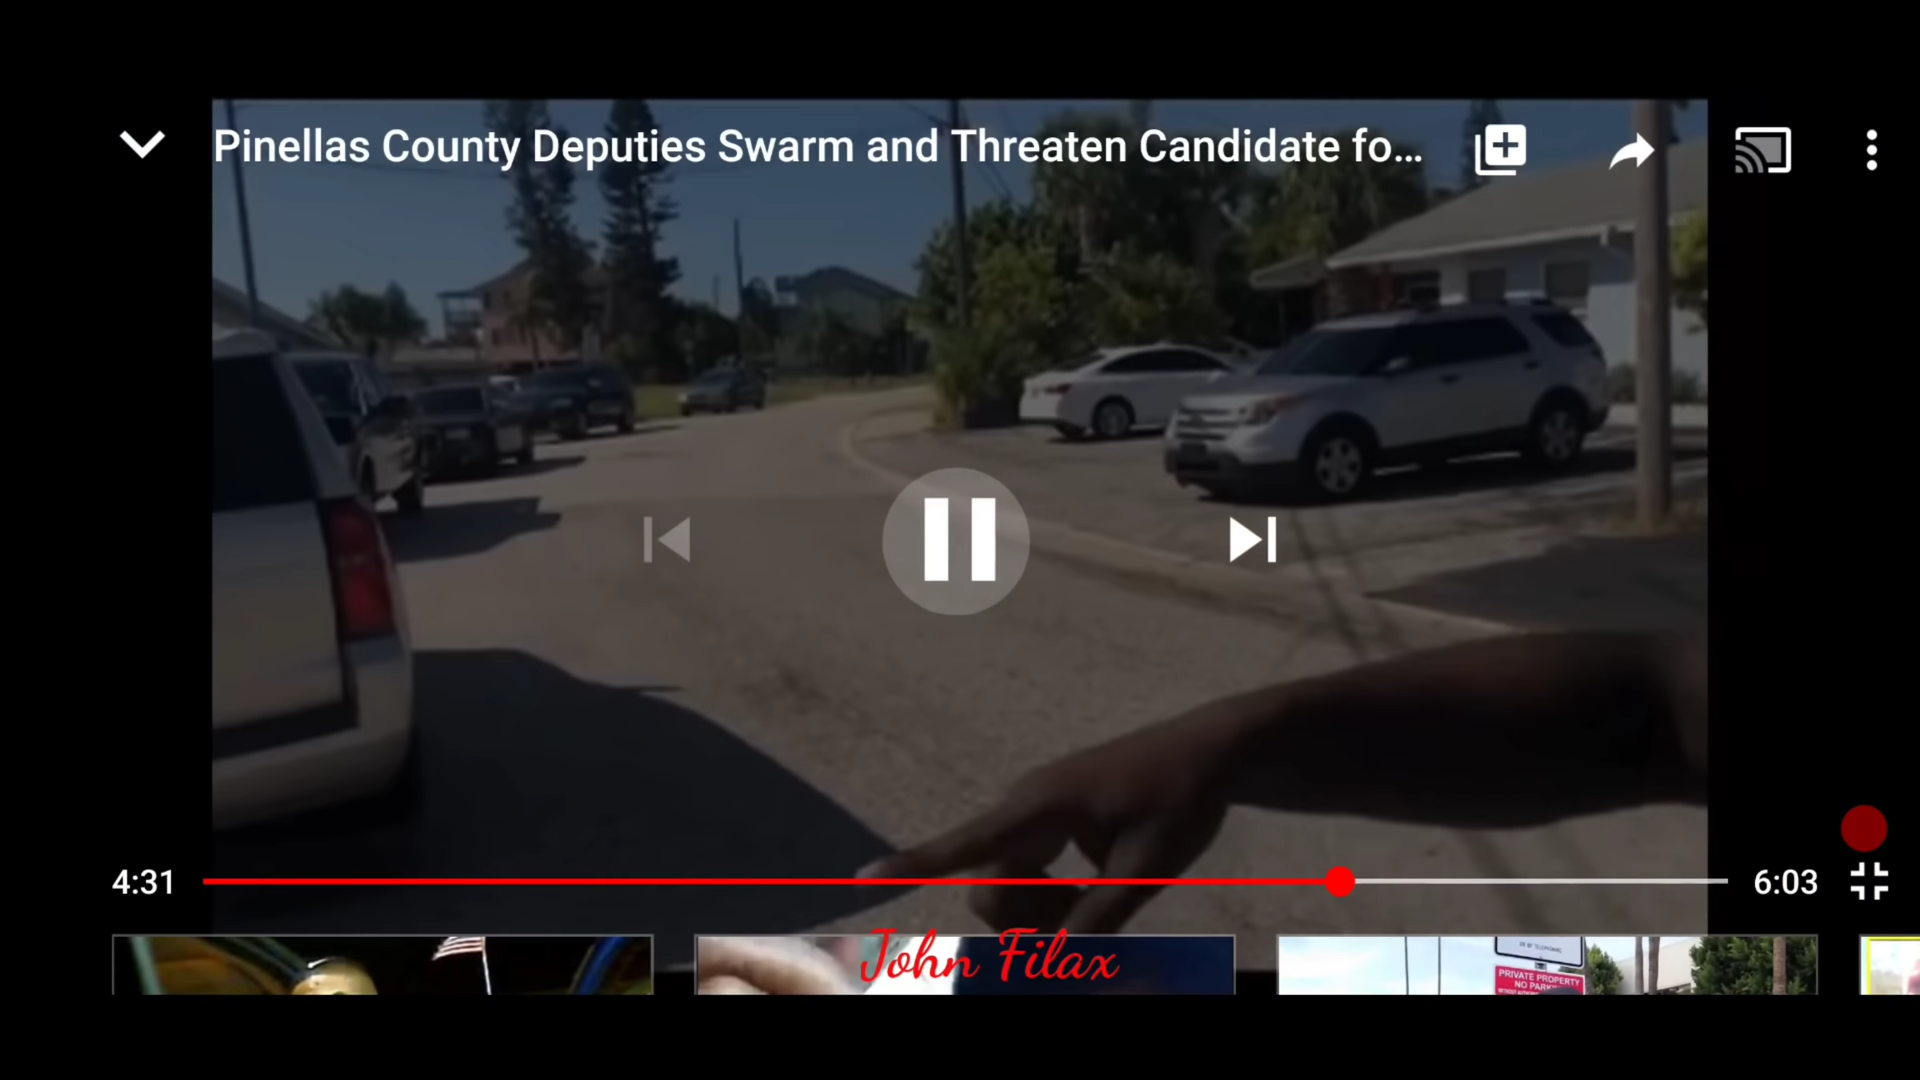 Pinellas County Deputies Swarm and Threaten Candidate fo...
4:31
6:03
John Filax
PRIVATE PROPERTY